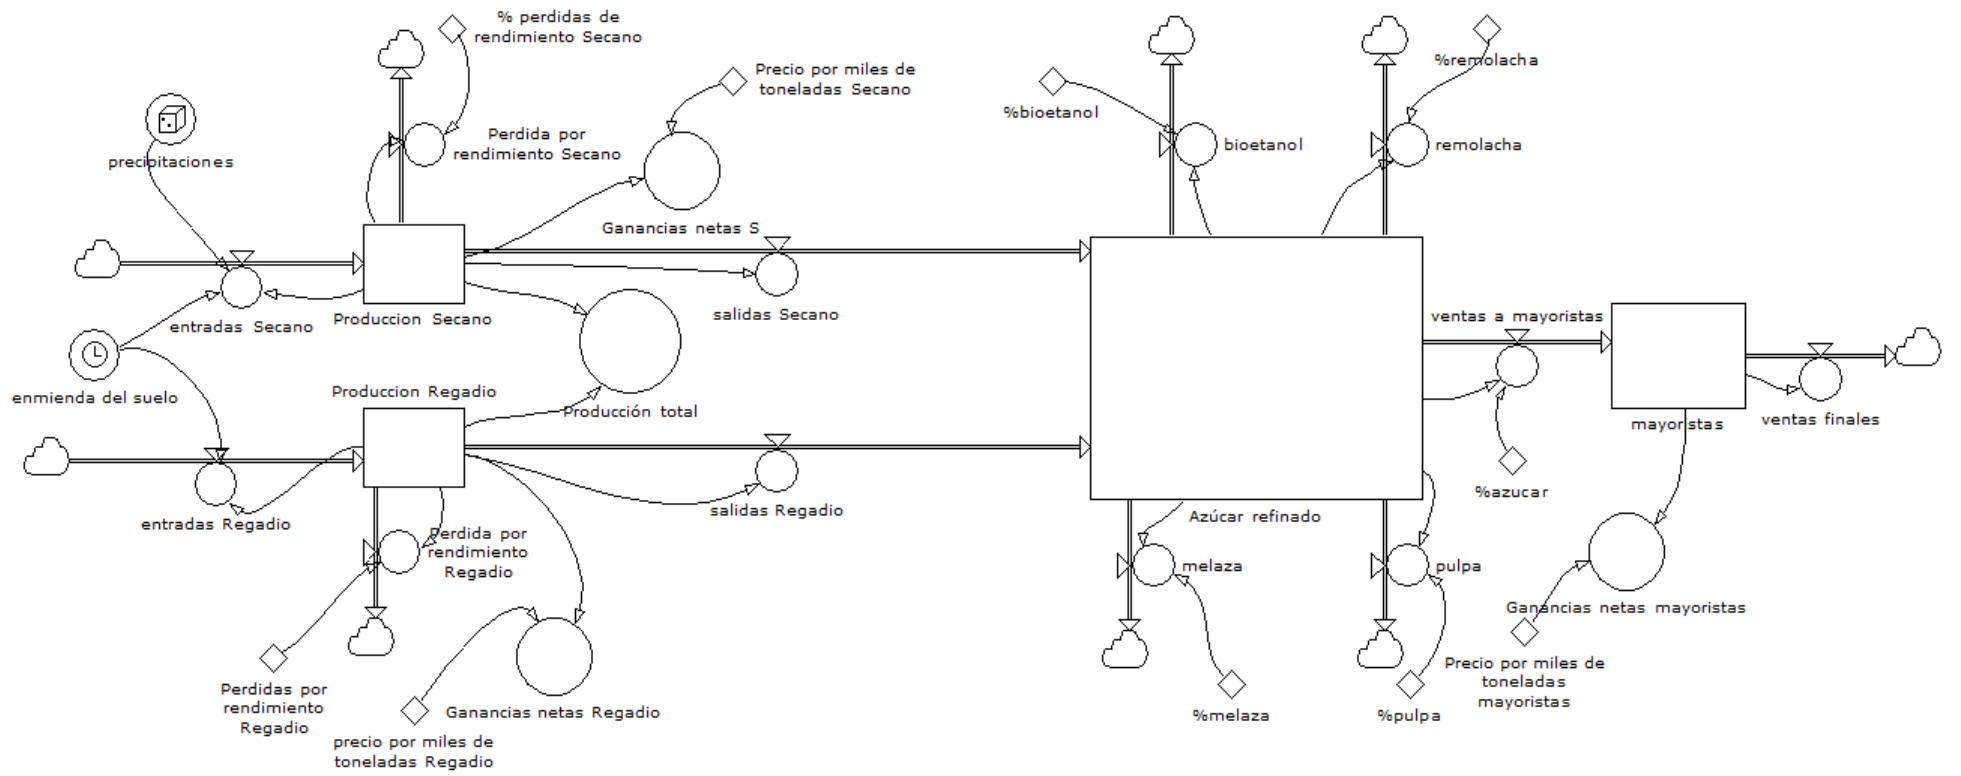 % perdidas de
rendimiento Secano
Precio por miles de
toneladas Secano
%remolacha
%bioetanol
precipitaciones
Perdida por
rendimiento Secano
bioetanol
remolacha
Ganancias netas S
entradas Secano
Produccion Secano
salidas Secano
ventas a mayoristas
enmienda del suelo
Produccion Regadio
Producción total
mayoristas
ventas finales
entradas Regadio
salidas Regadio
Azúcar refinado
%azucar
Perdida por
rendimiento
Regadio
melaza
pulpa
Ganancias netas mayoristas
Perdidas por
rendimiento
Regadio
Ganancias netas Regadio
precio por miles de
toneladas Regadio
%melaza
%pulpa
Precio por miles de
toneladas
mayoristas